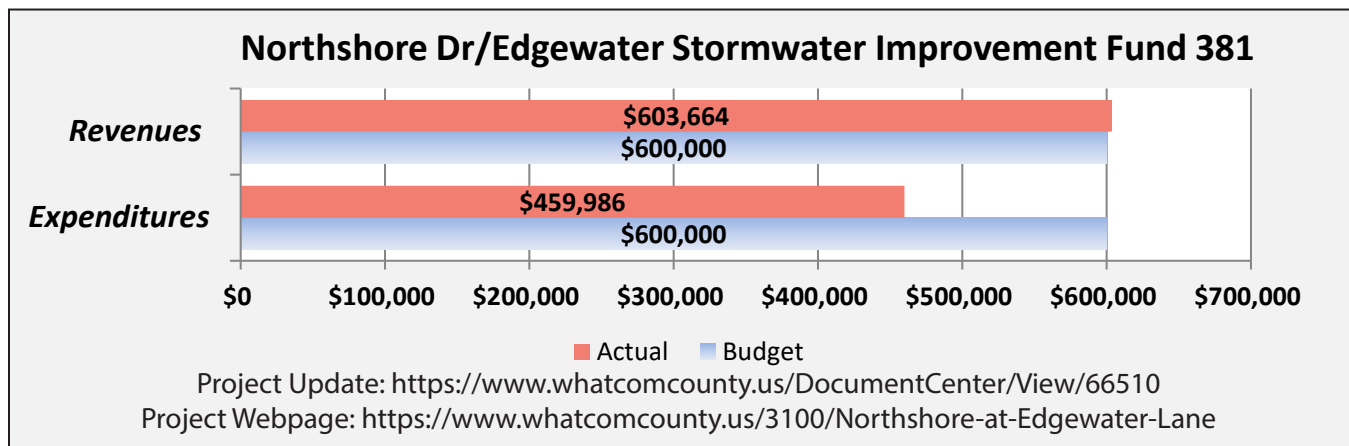 Northshore Dr/Edgewater Stormwater Improvement Fund 381
Revenues
$603,664
$600,000
Expenditures
$459,986
$600,000
$0 $100,000 $200,000 $300,000 $400,000 $500,000 $600,000 $700,000
Actual Budget
Project Update: https://www.whatcomcounty.us/DocumentCenter/View/66510
Project Webpage: https://www.whatcomcounty.us/3100/Northshore-at-Edgewater-Lane